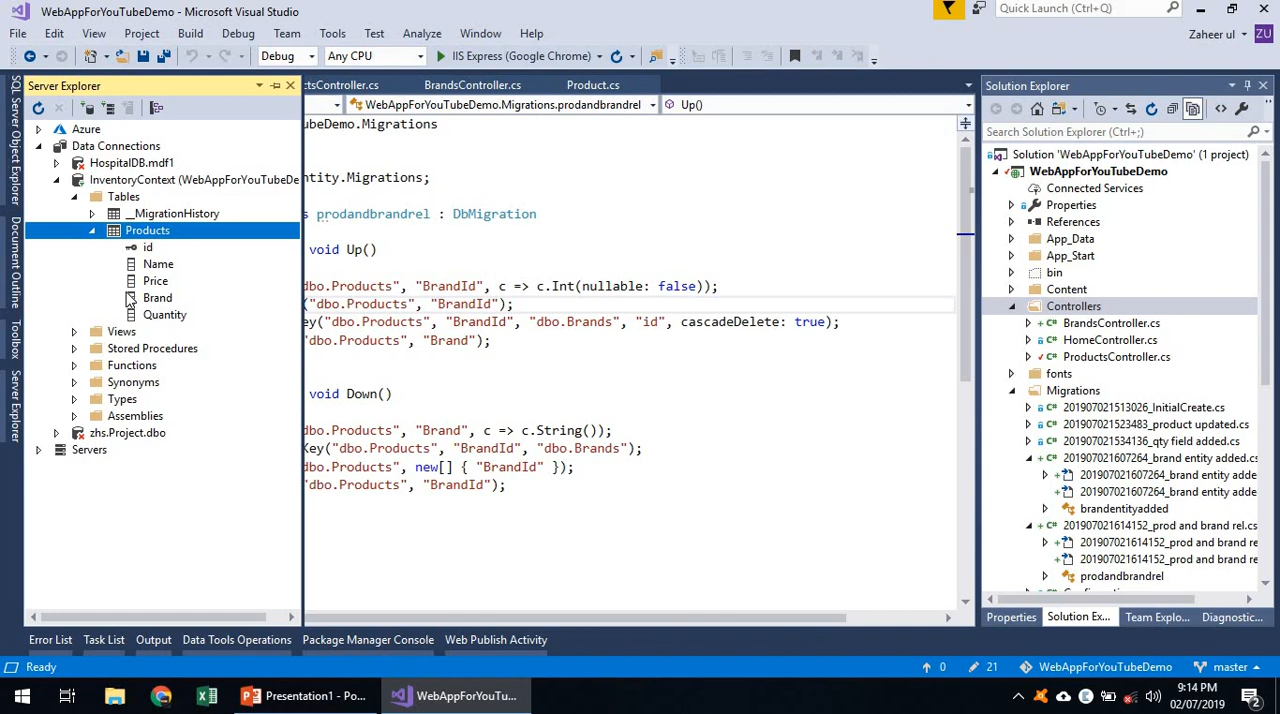 WebAppForYouTubeDemo - Microsoft Visual Studio
Quick Launch (Ctrl+Q)
File Edit View Project Build Debug Team Tools Test Analyze Window Help
Zaheer ul
ZU
Debug
Any CPU
IIS Express (Google Chrome)
Server Explorer
tsController.cs
BrandsController.cs
Product.cs
WebAppForYouTubeDemo.Migrations.prodandbrandrel
Up()
SQL Server Object Explorer
Document Outline
Toolbox
Server Explorer
Azure
Data Connections
HospitalDB.mdf1
InventoryContext (WebAppForYouTubeDe
Tables
__MigrationHistory
Products
id
Name
Price
Brand
Quantity
Views
Stored Procedures
Functions
Synonyms
Types
Assemblies
zhs.Project.dbo
Servers
ubeDemo.Migrations
ntity.Migrations;
s prodandbrandrel : DbMigration
void Up()
dbo.Products", "BrandId", c => c.Int(nullable: false));
("dbo.Products", "BrandId");
ey("dbo.Products", "BrandId", "dbo.Brands", "id", cascadeDelete: true);
"dbo.Products", "Brand");
void Down()
dbo.Products", "Brand", c => c.String());
Key("dbo.Products", "BrandId", "dbo.Brands");
"dbo.Products", new[] { "BrandId" });
"dbo.Products", "BrandId");
Solution Explorer
Search Solution Explorer (Ctrl+;)
Solution 'WebAppForYouTubeDemo' (1 project)
WebAppForYouTubeDemo
Connected Services
Properties
References
App_Data
App_Start
bin
Content
Controllers
BrandsController.cs
HomeController.cs
ProductsController.cs
fonts
Migrations
201907021513026_InitialCreate.cs
201907021523483_product updated.cs
201907021534136_qty field added.cs
201907021607264_brand entity added.cs
201907021607264_brand entity adde
201907021607264_brand entity adde
brandentityadded
201907021614152_prod and brand rel.cs
201907021614152_prod and brand re
201907021614152_prod and brand re
prodandbrandrel
Properties
Solution Ex...
Team Explo...
Diagnostic...
Error List
Task List
Output
Data Tools Operations
Package Manager Console
Web Publish Activity
Ready
0
21
WebAppForYouTubeDemo
master
Presentation1 - Po...
WebAppForYouTu...
9:14 PM
02/07/2019
2